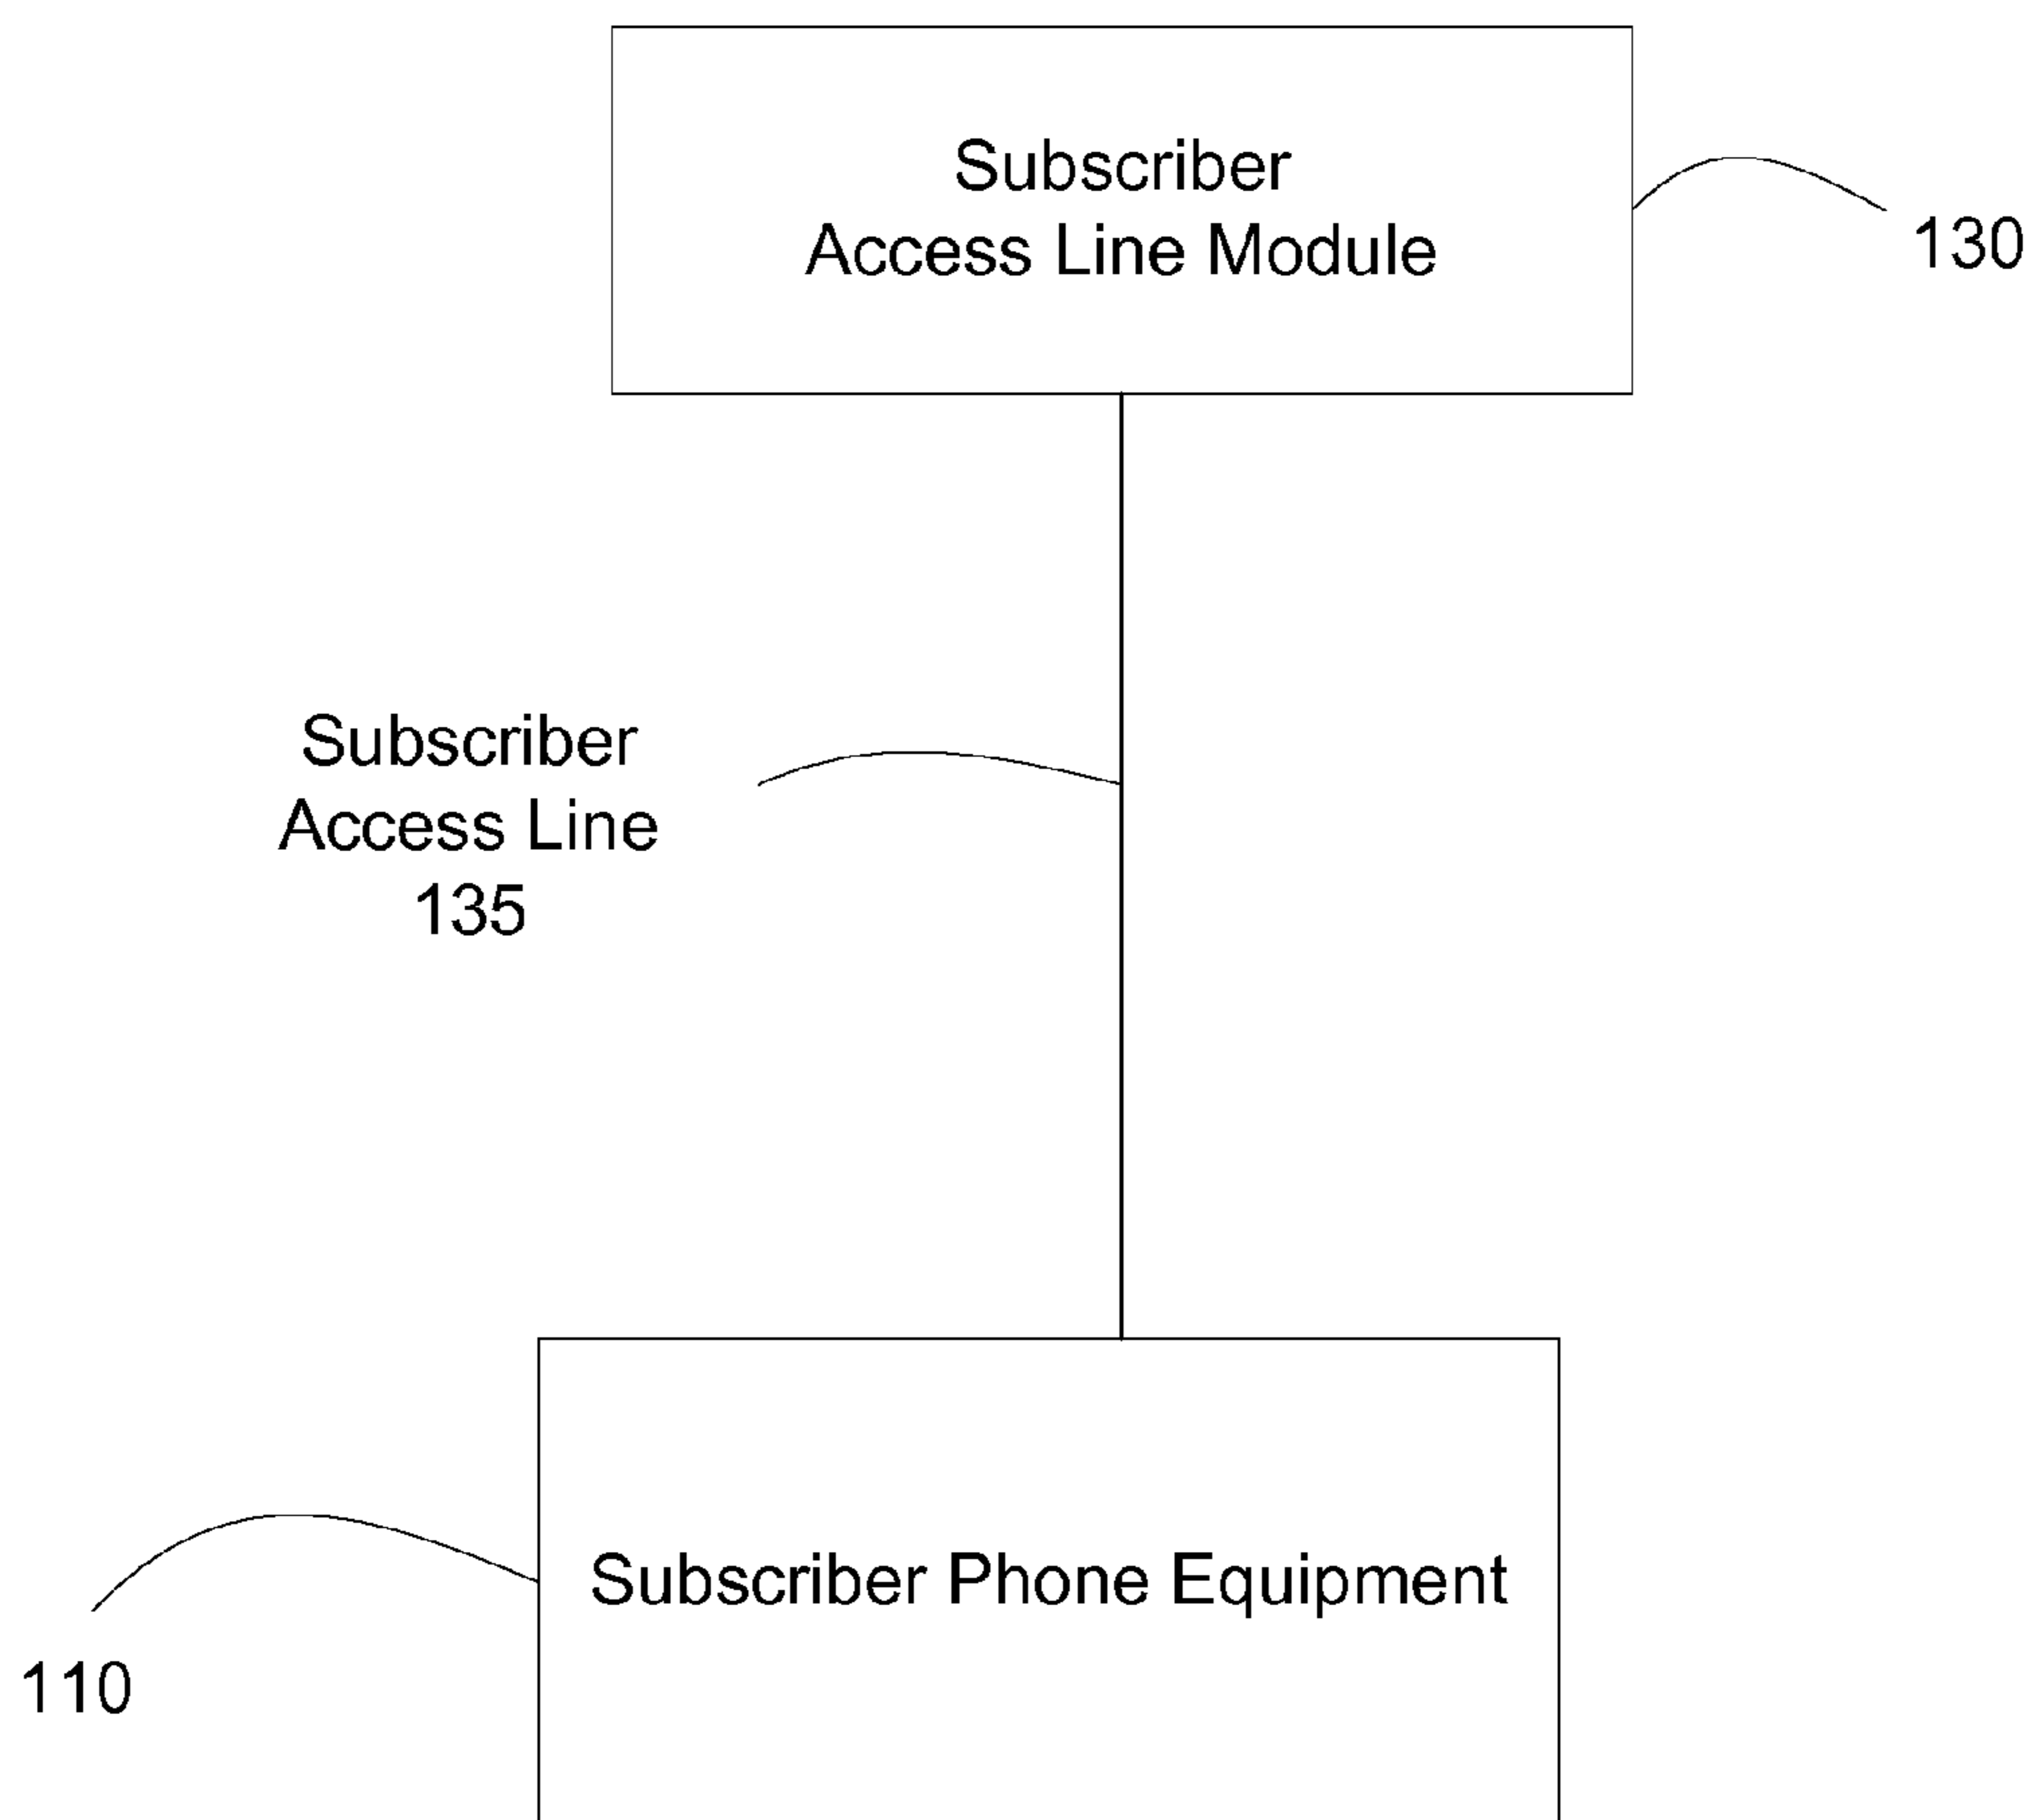 Subscriber
Access Line Module
130
Subscriber
Access Line
135
Subscriber Phone Equipment
110